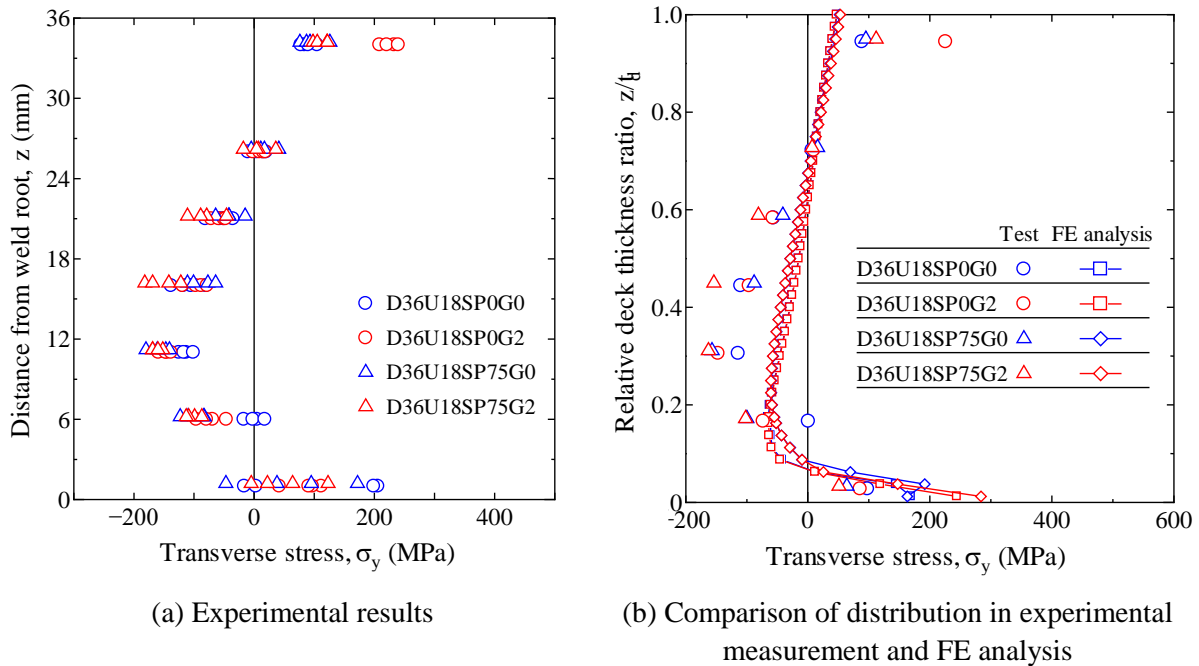 36
30
24
18
12
6
0
Distance from weld root, z (mm)
−200
0
200
400
Transverse stress, σy (MPa)
D36U18SP0G0
D36U18SP0G2
D36U18SP75G0
D36U18SP75G2
(a) Experimental results
1.0
0.8
0.6
0.4
0.2
0.0
Relative deck thickness ratio, z/td
−200
0
200
400
600
Transverse stress, σy (MPa)
Test FE analysis
D36U18SP0G0
D36U18SP0G2
D36U18SP75G0
D36U18SP75G2
(b) Comparison of distribution in experimental
measurement and FE analysis